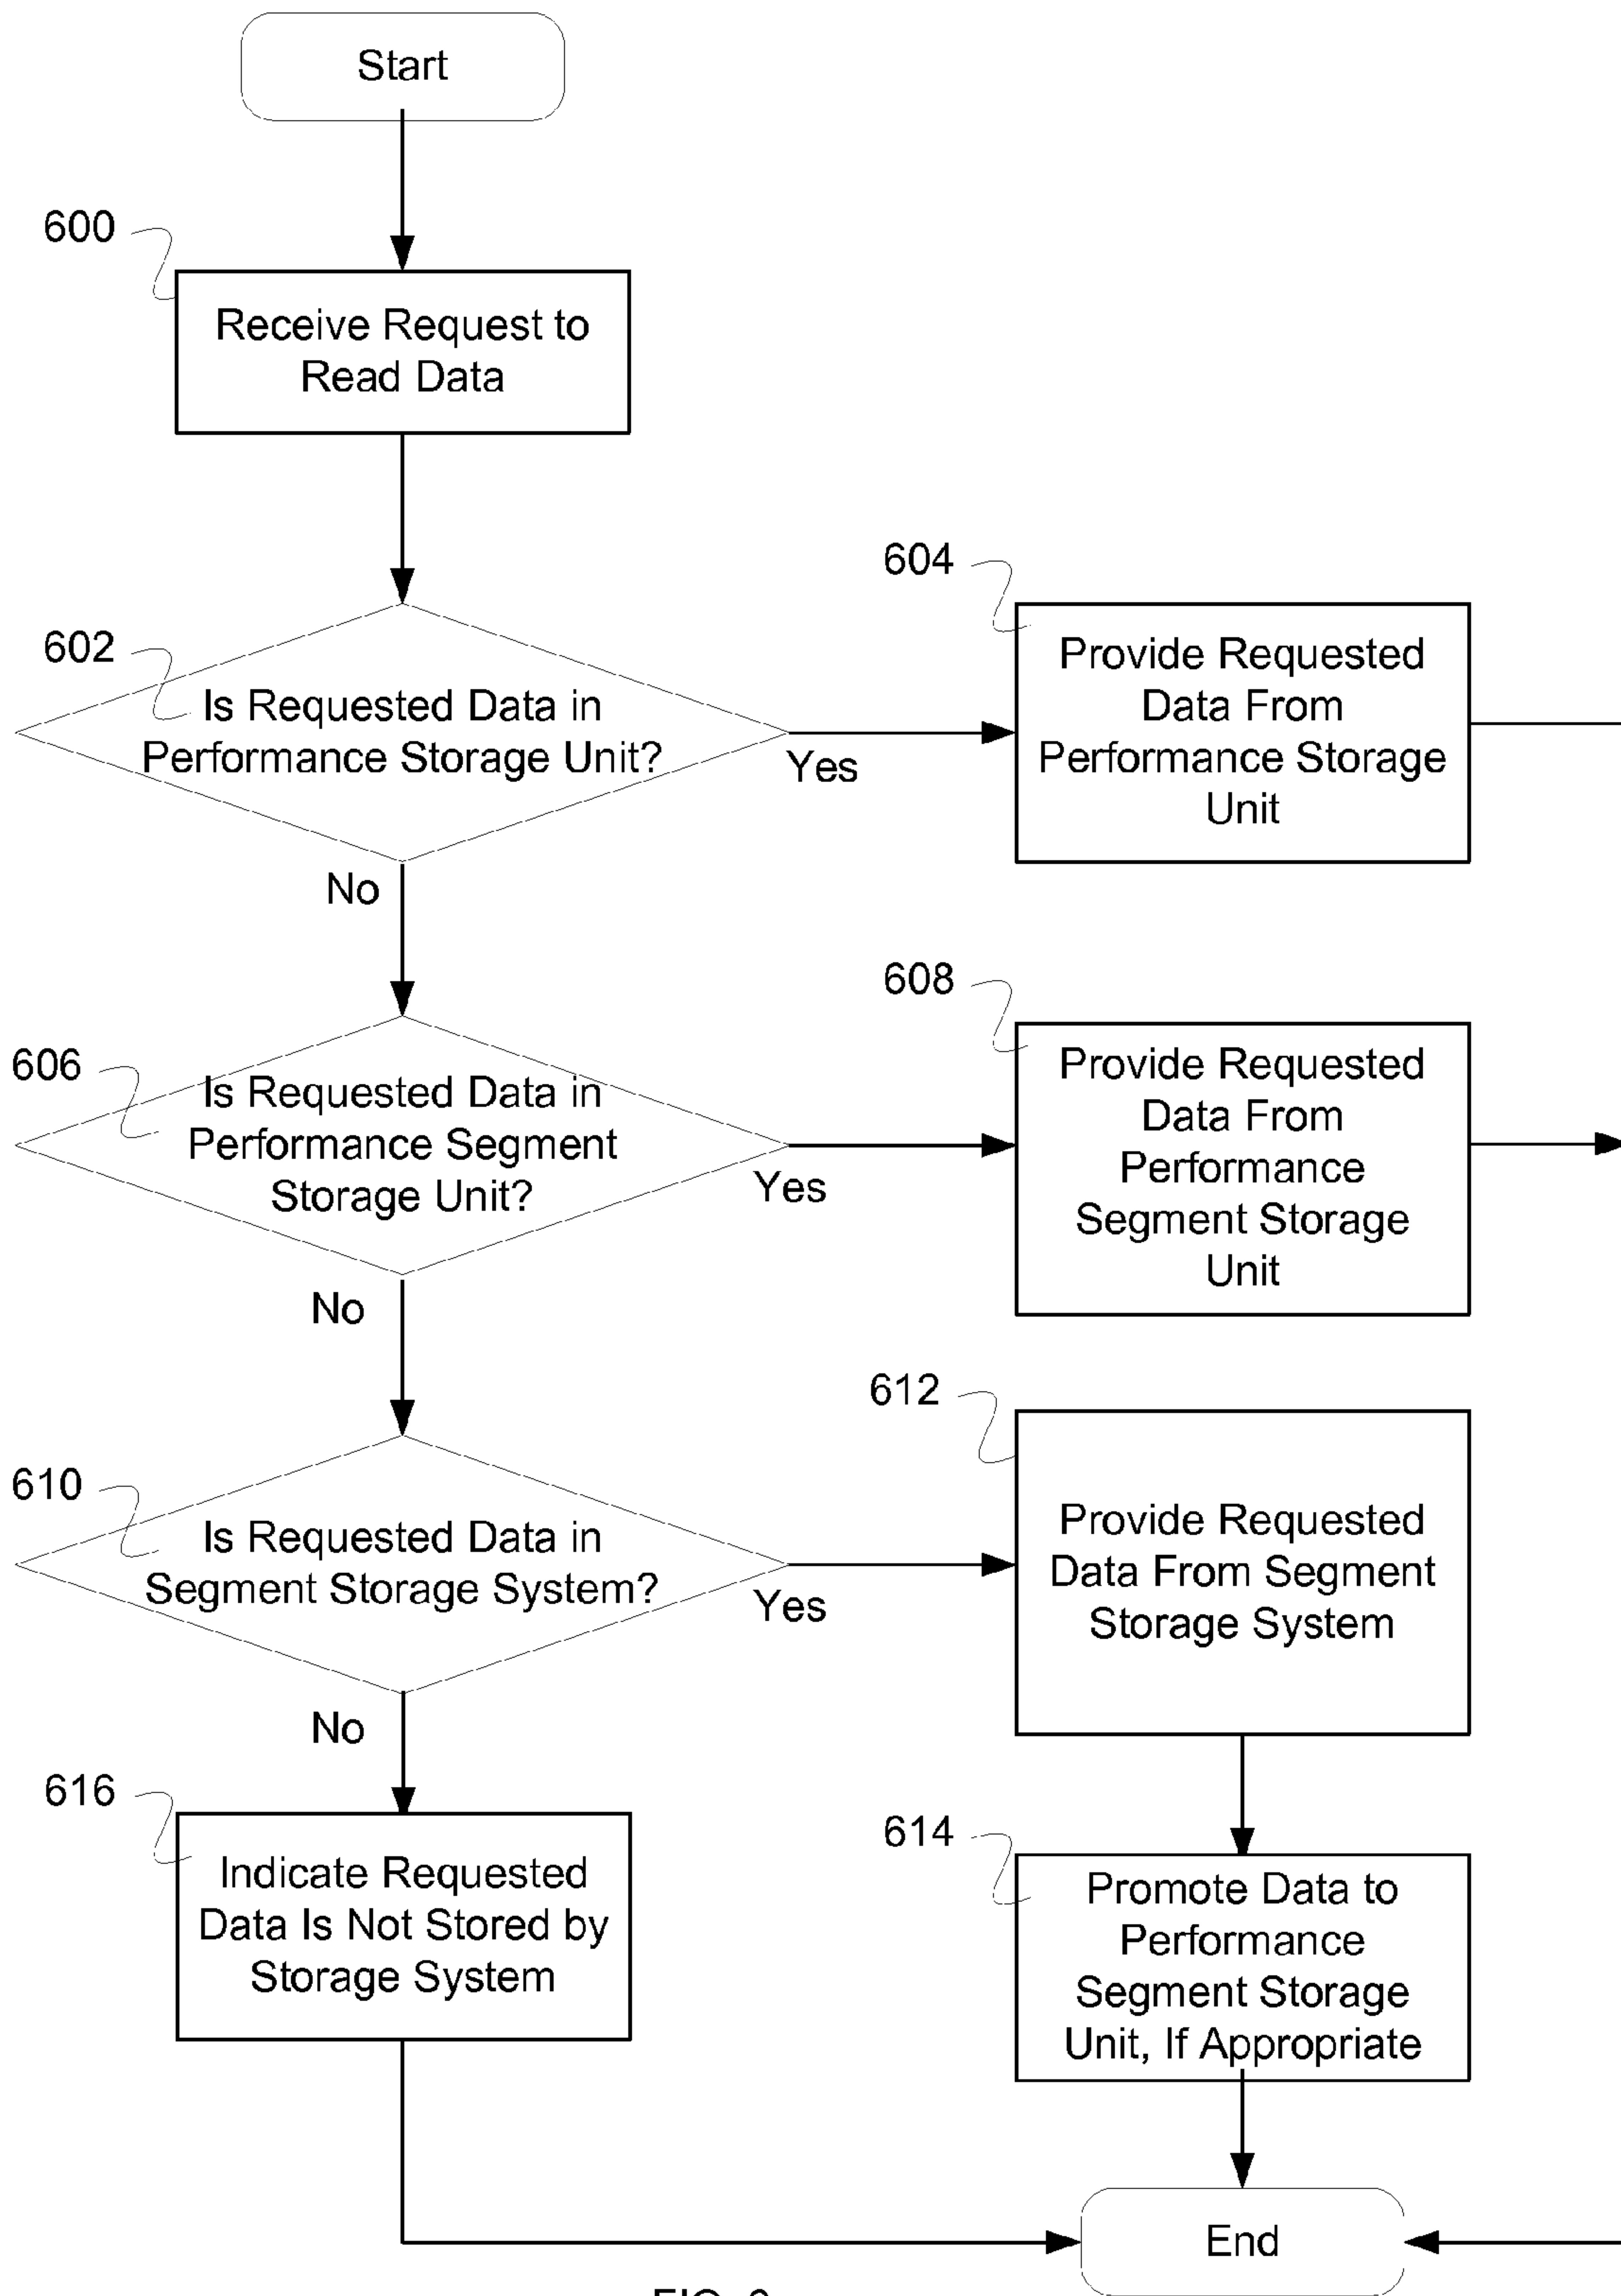 Start
600
Receive Request to
Read Data
602
Is Requested Data in
Performance Storage Unit?
Yes
No
604
Provide Requested
Data From
Performance Storage
Unit
606
Is Requested Data in
Performance Segment
Storage Unit?
Yes
No
608
Provide Requested
Data From
Performance
Segment Storage
Unit
610
Is Requested Data in
Segment Storage System?
Yes
No
612
Provide Requested
Data From Segment
Storage System
616
Indicate Requested
Data Is Not Stored by
Storage System
614
Promote Data to
Performance
Segment Storage
Unit, If Appropriate
End
FIG.